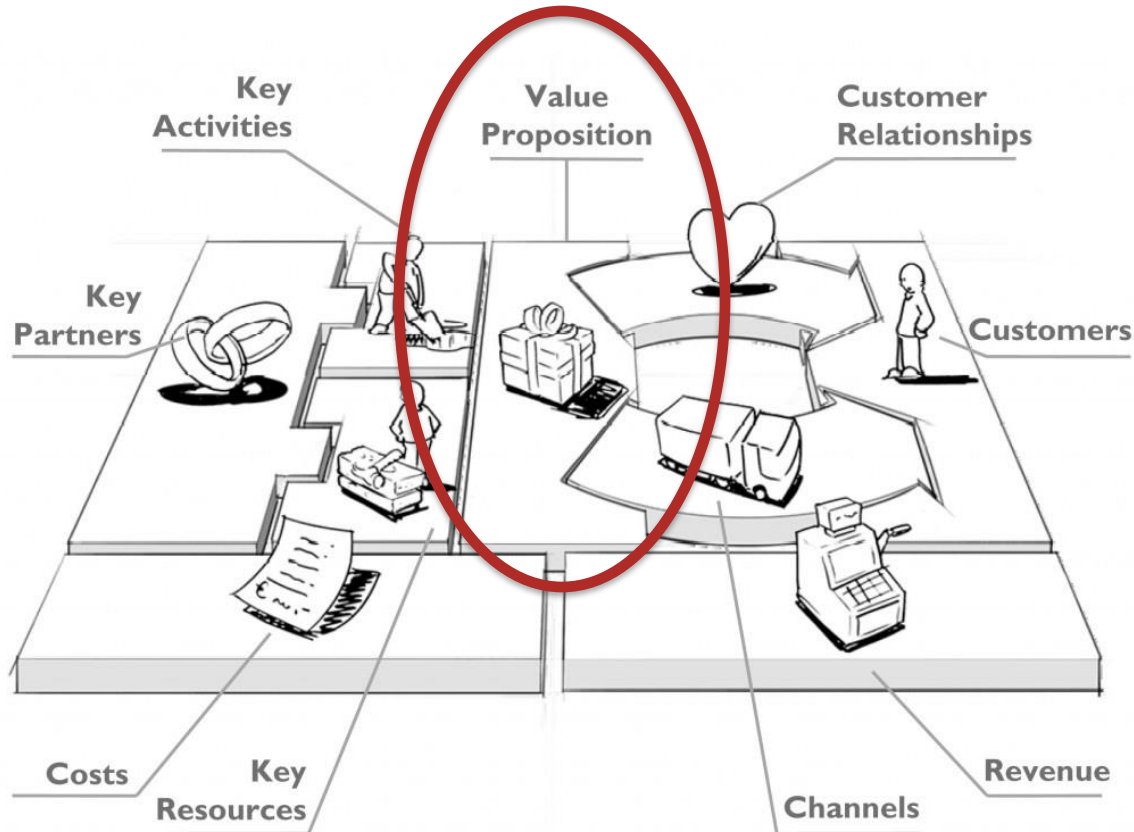 Key
Activities
Value
Proposition
Customer
Relationships
Key
Partners
Customers
Costs
Key
Resources
Channels
Revenue